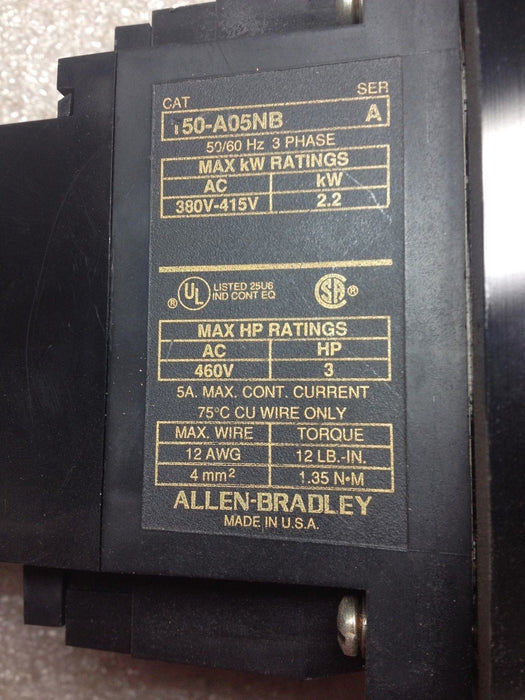 CAT SER
150-A05NB A
50/60 Hz 3 PHASE
MAX kW RATINGS
AC kW
380V-415V 2.2
® UL LISTED 25U6 SA ®
IND CONT EQ
MAX HP RATINGS
AC HP
460V 3
5A. MAX. CONT. CURRENT
75°C CU WIRE ONLY
MAX. WIRE TORQUE
12 AWG 12 LB.-IN.
4 mm² 1.35 N•M
ALLEN-BRADLEY
MADE IN U.S.A.